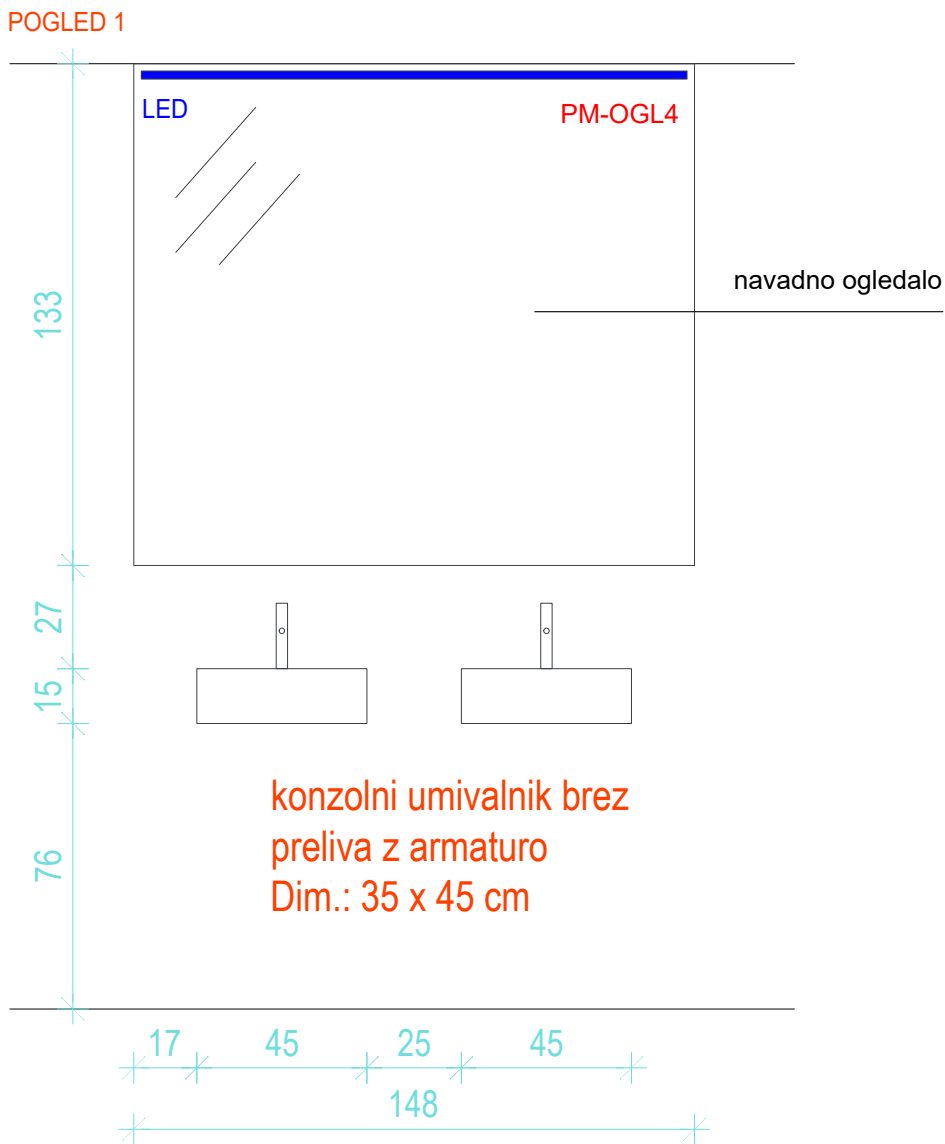 POGLED 1
LED
PM-OGL4
navadno ogledalo
133
27
15
76
konzolni umivalnik brez
preliva z armaturo
Dim.: 35 x 45 cm
17
45
25
45
148